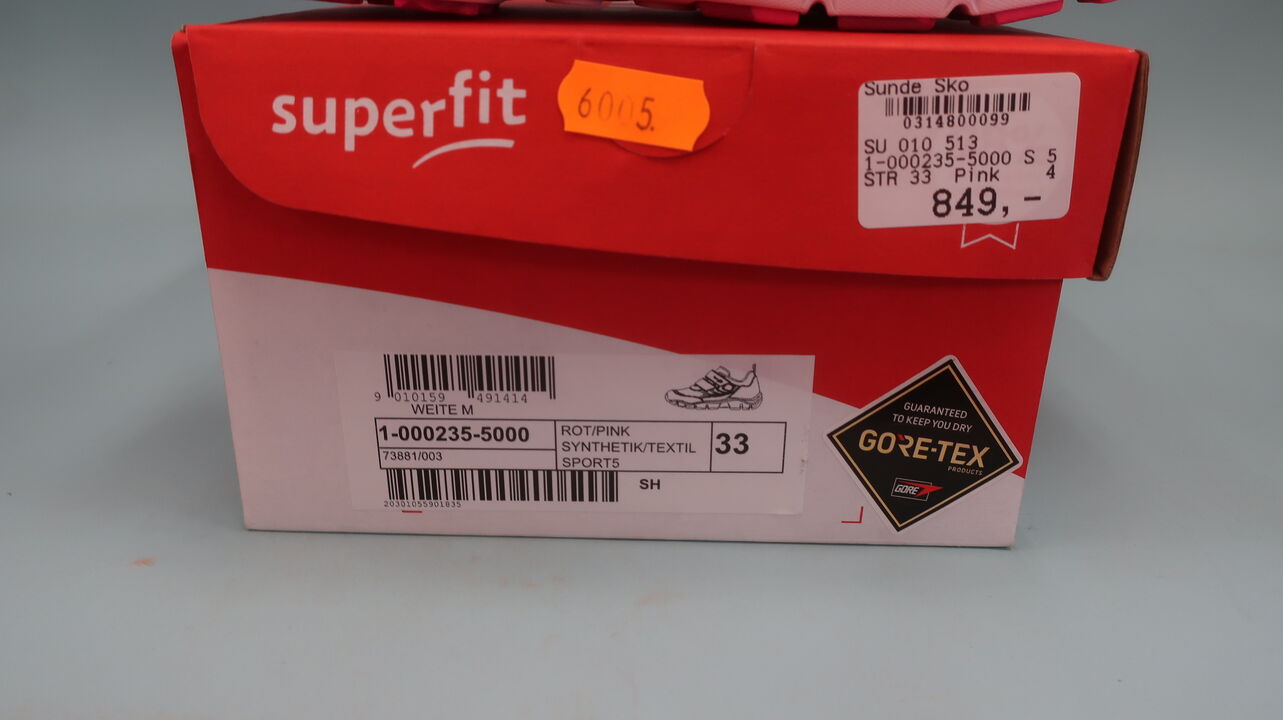 superfit
6005.
Sunde Sko
0314800099
SU 010 513
1-000235-5000 S 5
STR 33 Pink 4
849,-
9 010159 491414
WEITE M
1-000235-5000
73881/003
ROT/PINK
SYNTHETIK/TEXTIL
SPORT5
33
20301055901835
SH
GUARANTEED
TO KEEP YOU DRY
GORE-TEX
PRODUCTS
GORE